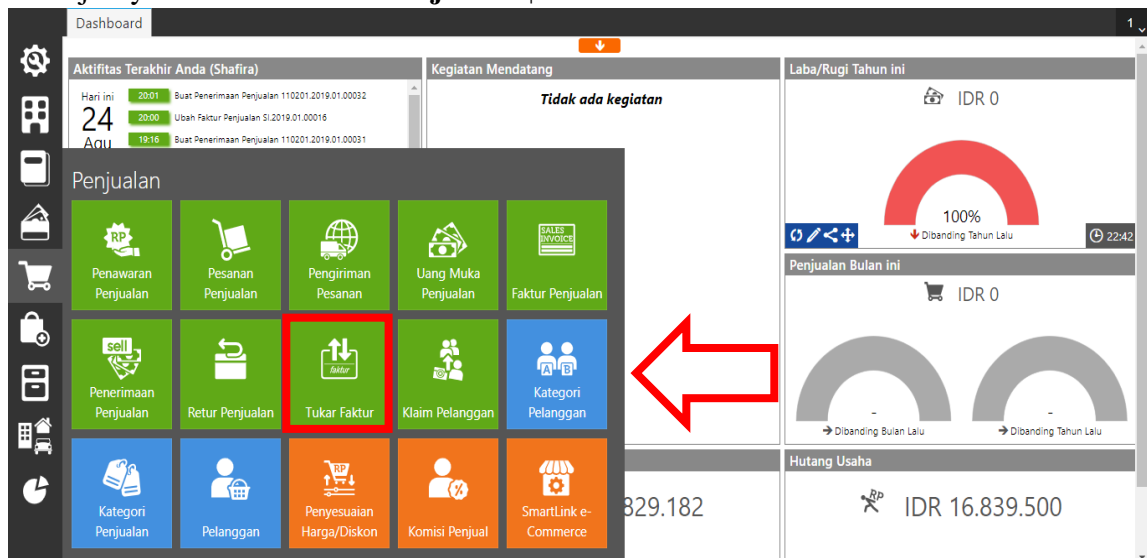 Dashboard
1
Aktifitas Terakhir Anda (Shafira)
Hari ini
24
Agu
20:01 Buat Penerimaan Penjualan 110201.2019.01.00032
20:00 Ubah Faktur Penjualan SI.2019.01.00016
19:16 Buat Penerimaan Penjualan 110201.2019.01.00031
Kegiatan Mendatang
Tidak ada kegiatan
Laba/Rugi Tahun ini
IDR 0
100%
Dibanding Tahun Lalu
22:42
Penjualan Bulan ini
IDR 0
-
Dibanding Bulan Lalu
-
Dibanding Tahun Lalu
Hutang Usaha
RP
IDR 16.839.500
829.182
Penjualan
RP
Penawaran
Penjualan
Pesanan
Penjualan
Pengiriman
Pesanan
Uang Muka
Penjualan
SALES
INVOICE
Faktur Penjualan
sell
Penerimaan
Penjualan
Retur Penjualan
faktur
Tukar Faktur
Klaim Pelanggan
A B
Kategori
Pelanggan
Kategori
Penjualan
Pelanggan
RP
Penyesuaian
Harga/Diskon
%
Komisi Penjual
SmartLink e-
Commerce